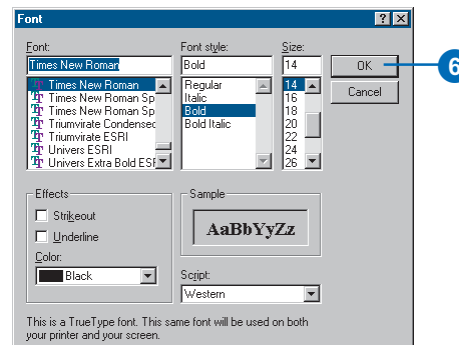 Font
Font: Font style: Size:
Times New Roman Bold 14 OK 6
Times New Roman Regular 14 Cancel
Times New Roman Sp Italic 16
Times New Roman Sp Bold 18
Triumvirate Condensed Bold Italic 20
Triumvirate ESRI 22
Univers ESRI 24
Univers Extra Bold ESR 26
Effects Sample
Strikeout
Underline AaBbYyZz
Color:
Black Script:
Western
This is a TrueType font. This same font will be used on both
your printer and your screen.